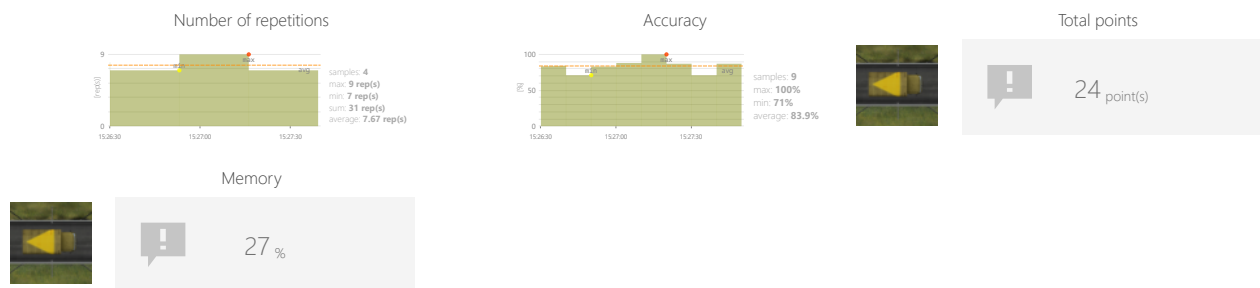 Number of repetitions
9
min
max
avg
[rep(s)]
0
15:26:30
15:27:00
15:27:30
samples: 4
max: 9 rep(s)
min: 7 rep(s)
sum: 31 rep(s)
average: 7.67 rep(s)
Accuracy
100
min
max
avg
[%]
50
0
15:26:30
15:27:00
15:27:30
samples: 9
max: 100%
min: 71%
average: 83.9%
Total points
24 point(s)
Memory
27 %